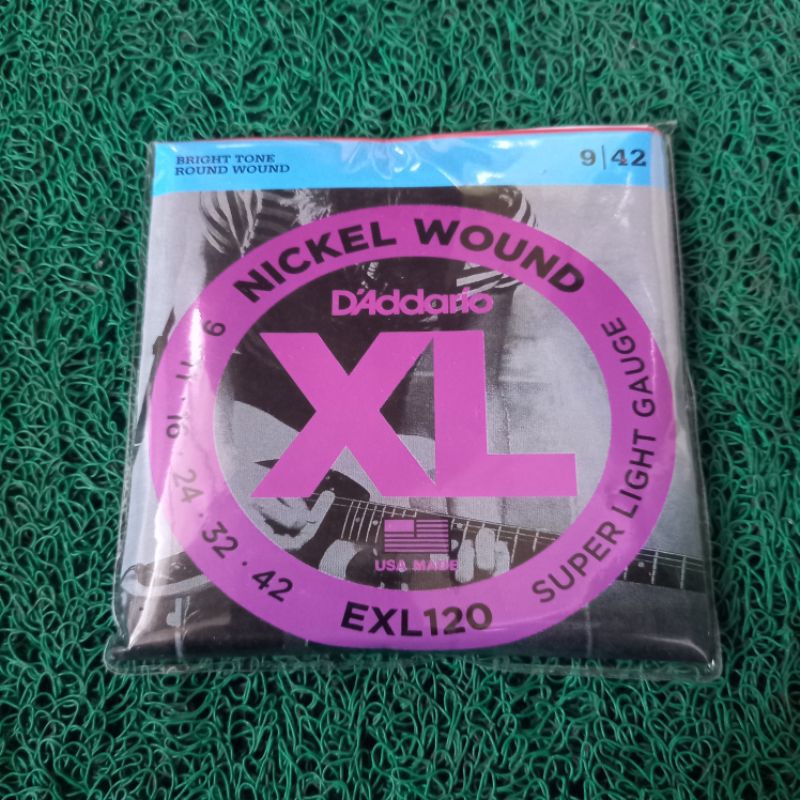 BRIGHT TONE
ROUND WOUND
9|42
NICKEL WOUND
D'Addario
XL
9 · 11 · 16 · 24 · 32 · 42
SUPER LIGHT GAUGE
USA MADE
EXL120